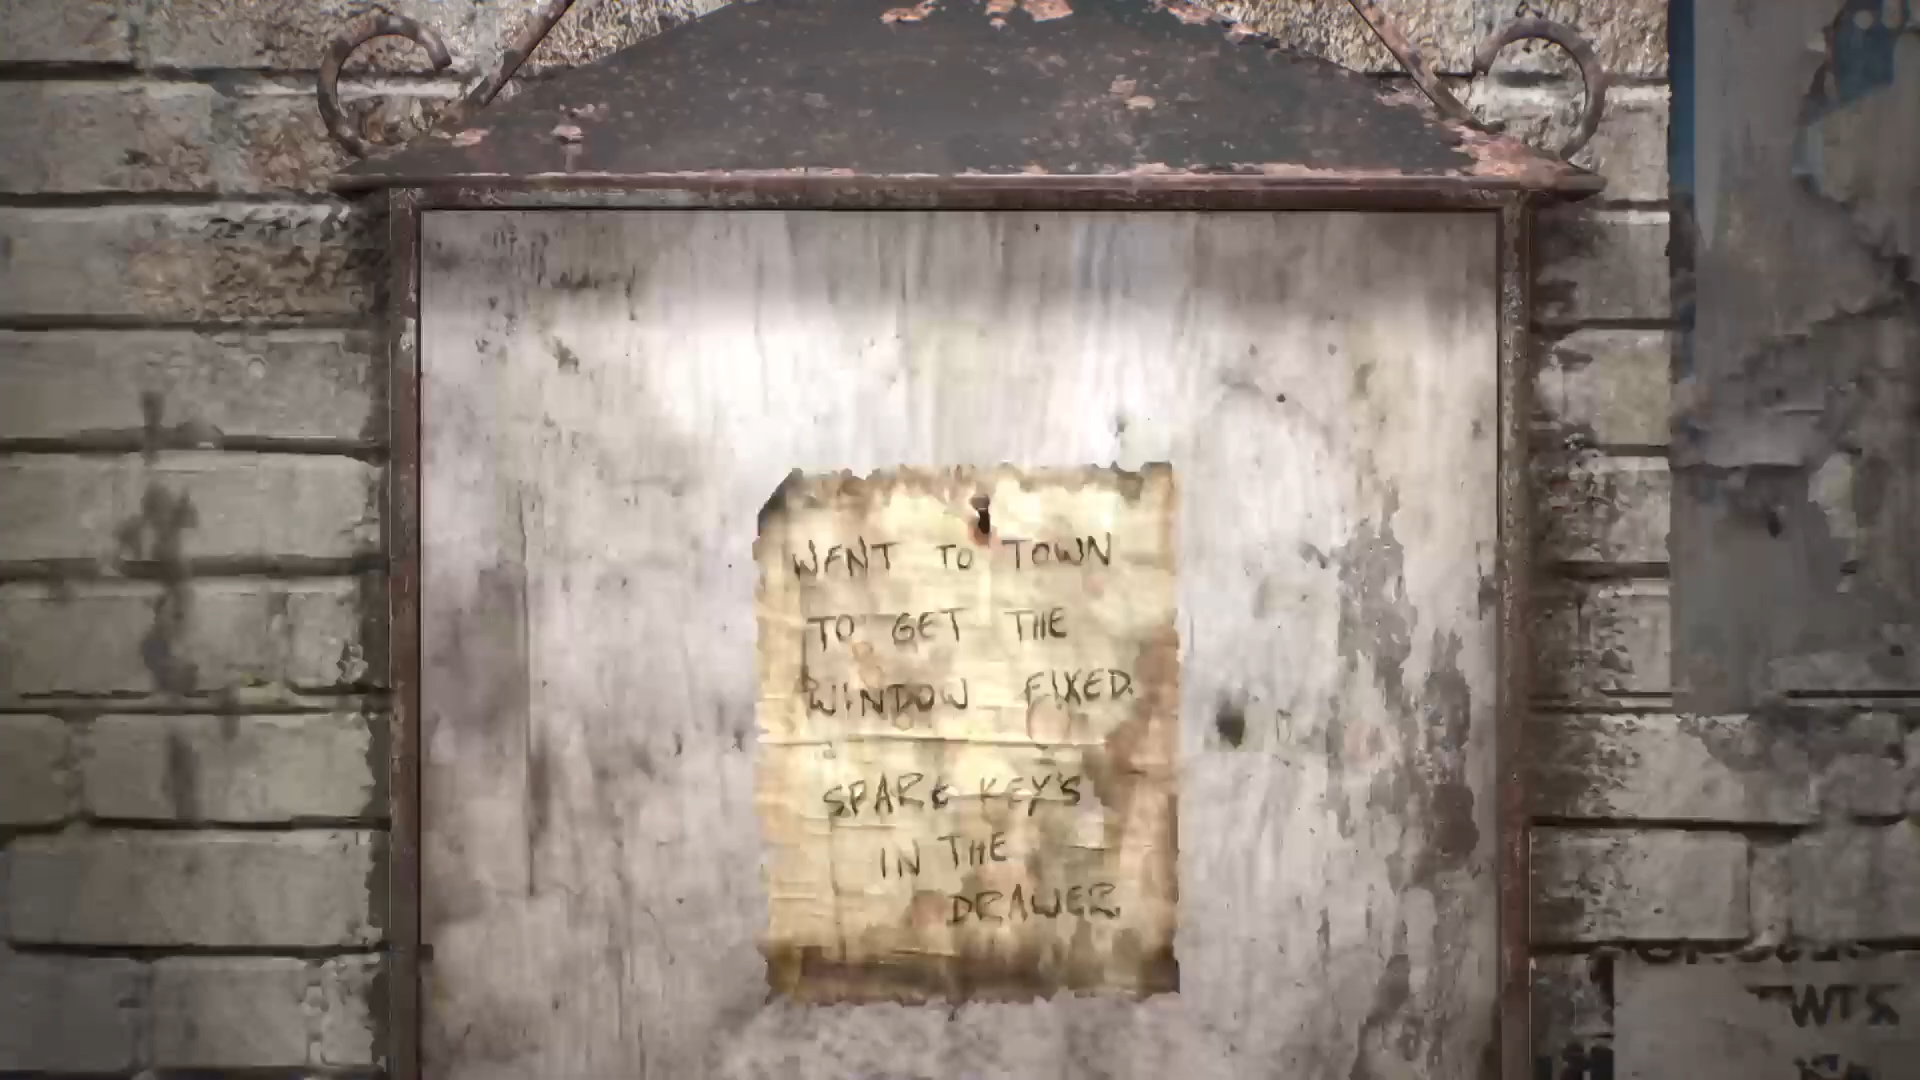 WENT TO TOWN
TO GET THE
WINDOW FIXED.
SPARE KEY'S
IN THE
DRAWER